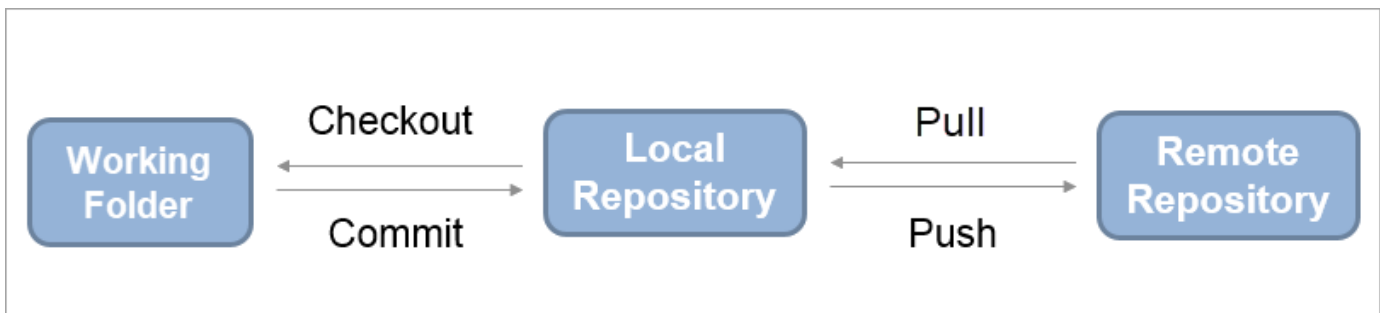 Checkout
Pull
Working
Folder
Local
Repository
Remote
Repository
Commit
Push